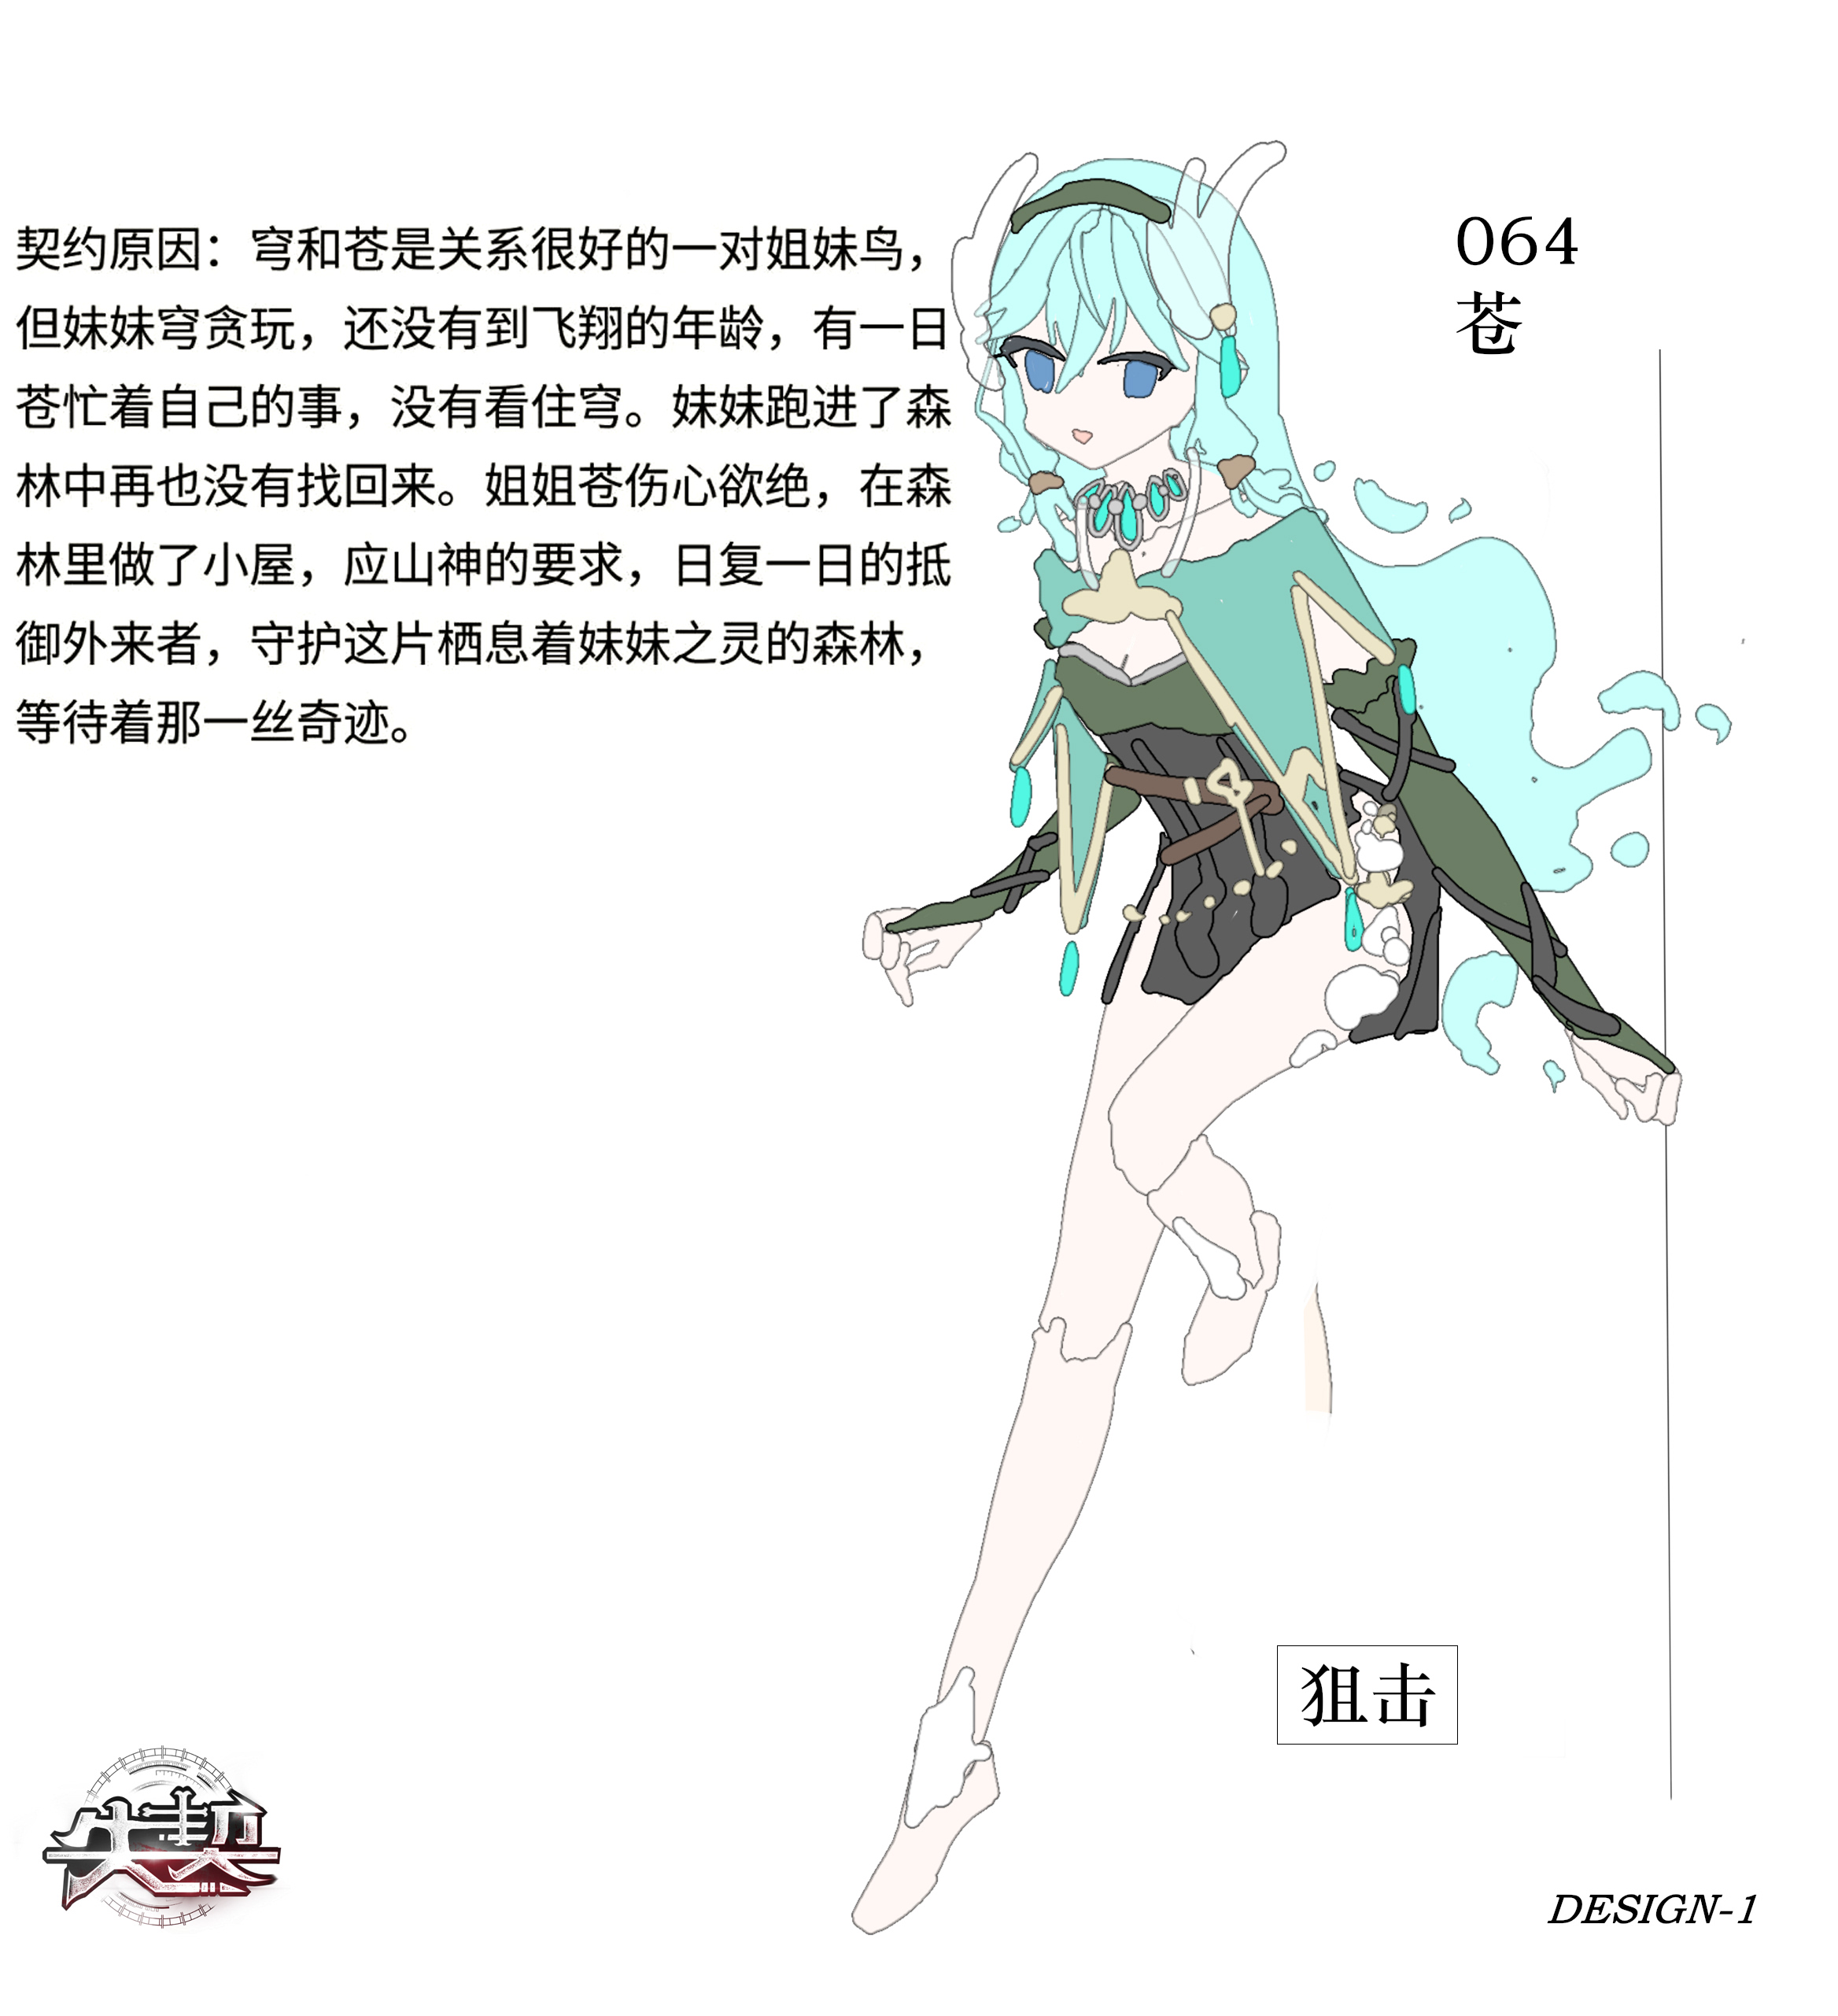 契约原因：穹和苍是关系很好的一对姐妹鸟，
但妹妹穹贪玩，还没有到飞翔的年龄，有一日
苍忙着自己的事，没有看住穹。妹妹跑进了森
林中再也没有找回来。姐姐苍伤心欲绝，在森
林里做了小屋，应山神的要求，日复一日的抵
御外来者，守护这片栖息着妹妹之灵的森林，
等待着那一丝奇迹。
064
苍
狙击
失契
DESIGN-1